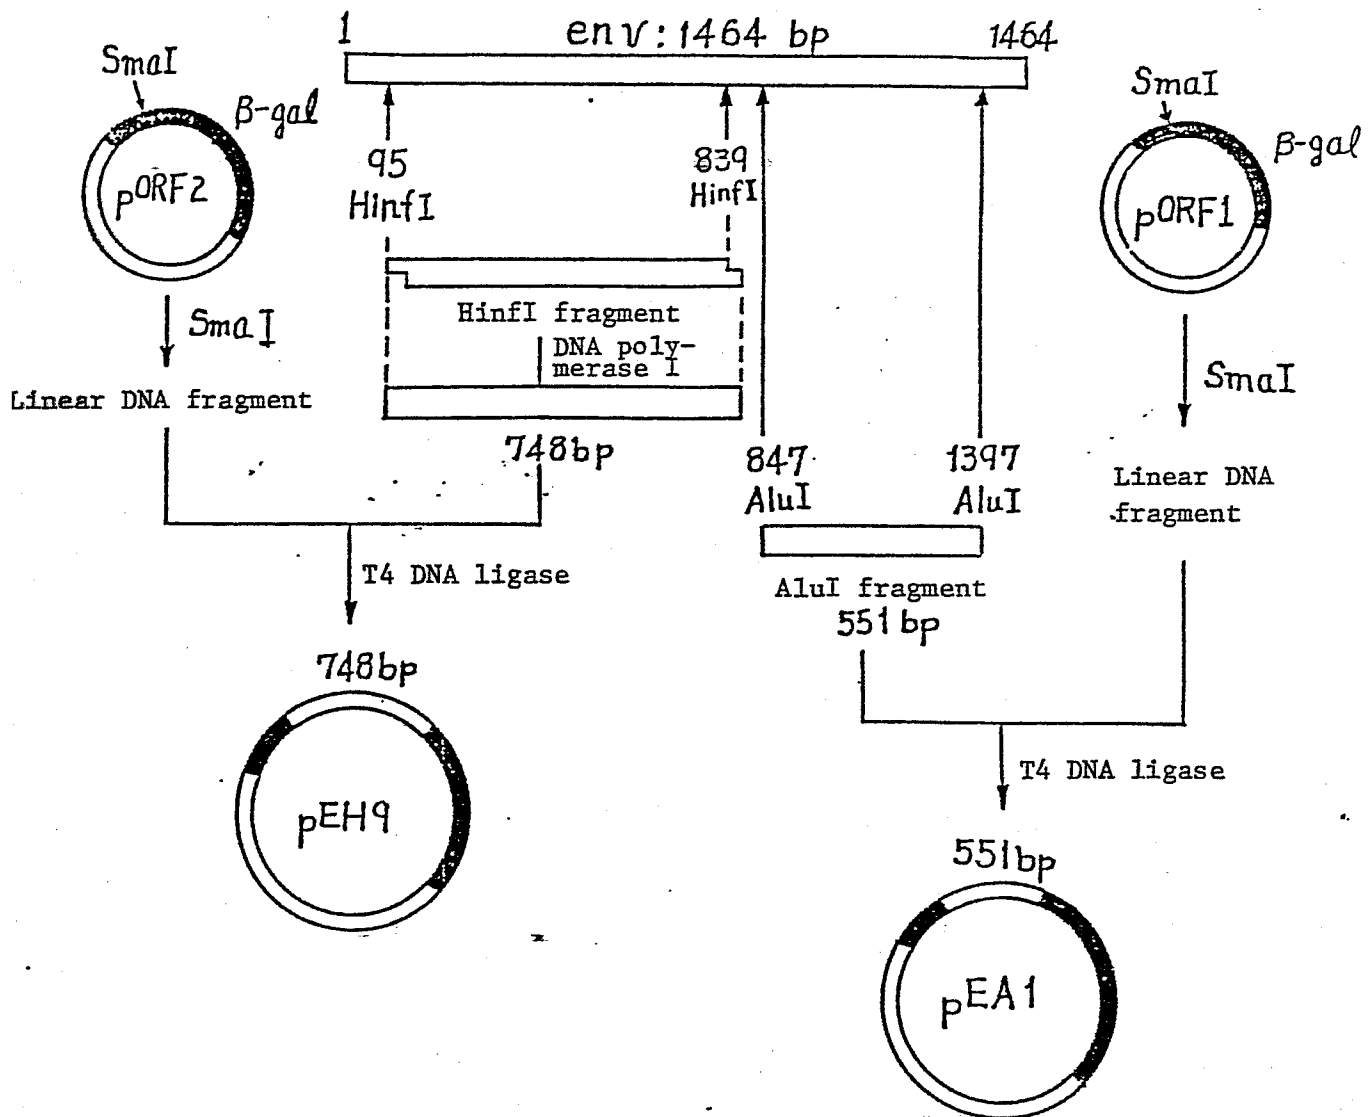 1
env: 1464 bp
1464
SmaI
β-gal
pORF2
SmaI
Linear DNA fragment
95
HinfI
839
HinfI
HinfI fragment
DNA poly-
merase I
748bp
847
AluI
1397
AluI
AluI fragment
551bp
SmaI
β-gal
pORF1
SmaI
Linear DNA
fragment
T4 DNA ligase
748bp
pEH9
T4 DNA ligase
551bp
pEA1